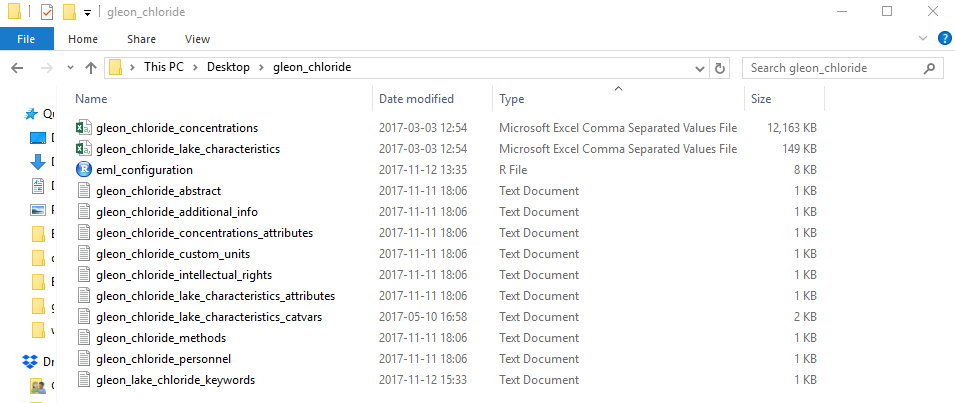 gleon_chloride
File Home Share View
This PC Desktop gleon_chloride Search gleon_chloride
Name Date modified Type Size
gleon_chloride_concentrations 2017-03-03 12:54 Microsoft Excel Comma Separated Values File 12,163 KB
gleon_chloride_lake_characteristics 2017-03-03 12:54 Microsoft Excel Comma Separated Values File 149 KB
eml_configuration 2017-11-12 13:35 R File 8 KB
gleon_chloride_abstract 2017-11-11 18:06 Text Document 1 KB
gleon_chloride_additional_info 2017-11-11 18:06 Text Document 1 KB
gleon_chloride_concentrations_attributes 2017-11-11 18:06 Text Document 1 KB
gleon_chloride_custom_units 2017-11-11 18:06 Text Document 1 KB
gleon_chloride_intellectual_rights 2017-11-11 18:06 Text Document 1 KB
gleon_chloride_lake_characteristics_attributes 2017-11-11 18:06 Text Document 1 KB
gleon_chloride_lake_characteristics_catvars 2017-05-10 16:58 Text Document 2 KB
gleon_chloride_methods 2017-11-11 18:06 Text Document 1 KB
gleon_chloride_personnel 2017-11-11 18:06 Text Document 1 KB
gleon_lake_chloride_keywords 2017-11-12 15:33 Text Document 1 KB